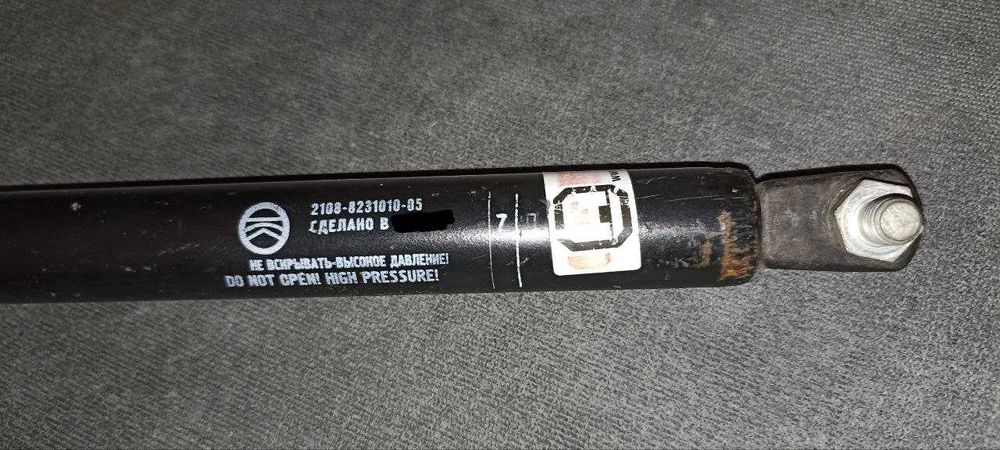 2108-8231010-05
СДЕЛАНО В
НЕ ВСКРЫВАТЬ-ВЫСОКОЕ ДАВЛЕНИЕ!
DO NOT OPEN! HIGH PRESSURE!
7